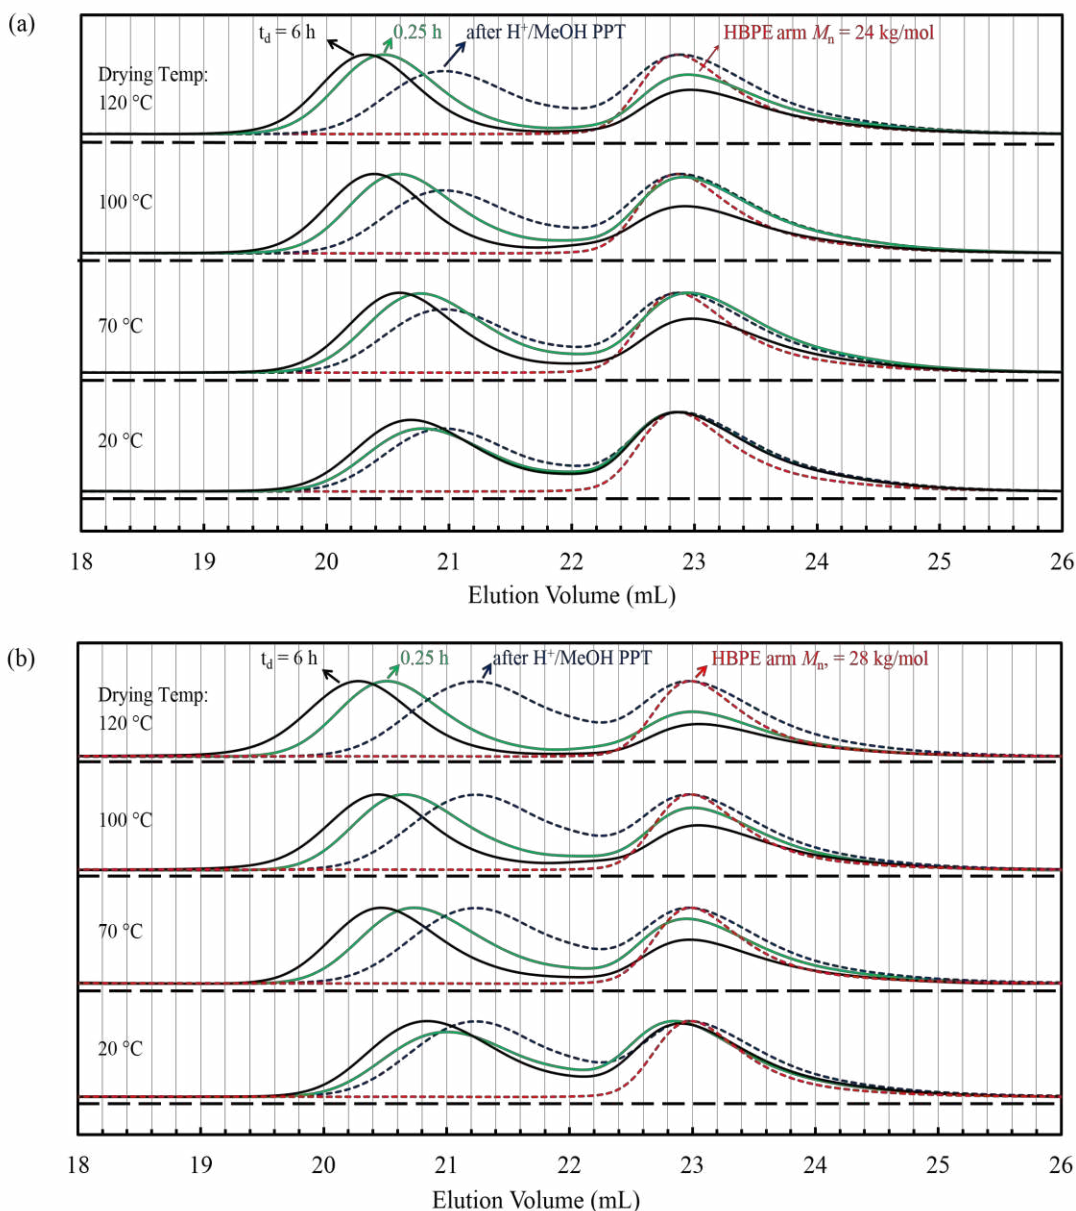 (a)
t_d = 6 h 0.25 h after H⁺/MeOH PPT HBPE arm M_n = 24 kg/mol
Drying Temp:
120 °C
100 °C
70 °C
20 °C
18 19 20 21 22 23 24 25 26
Elution Volume (mL)
(b)
t_d = 6 h 0.25 h after H⁺/MeOH PPT HBPE arm M_n, = 28 kg/mol
Drying Temp:
120 °C
100 °C
70 °C
20 °C
18 19 20 21 22 23 24 25 26
Elution Volume (mL)